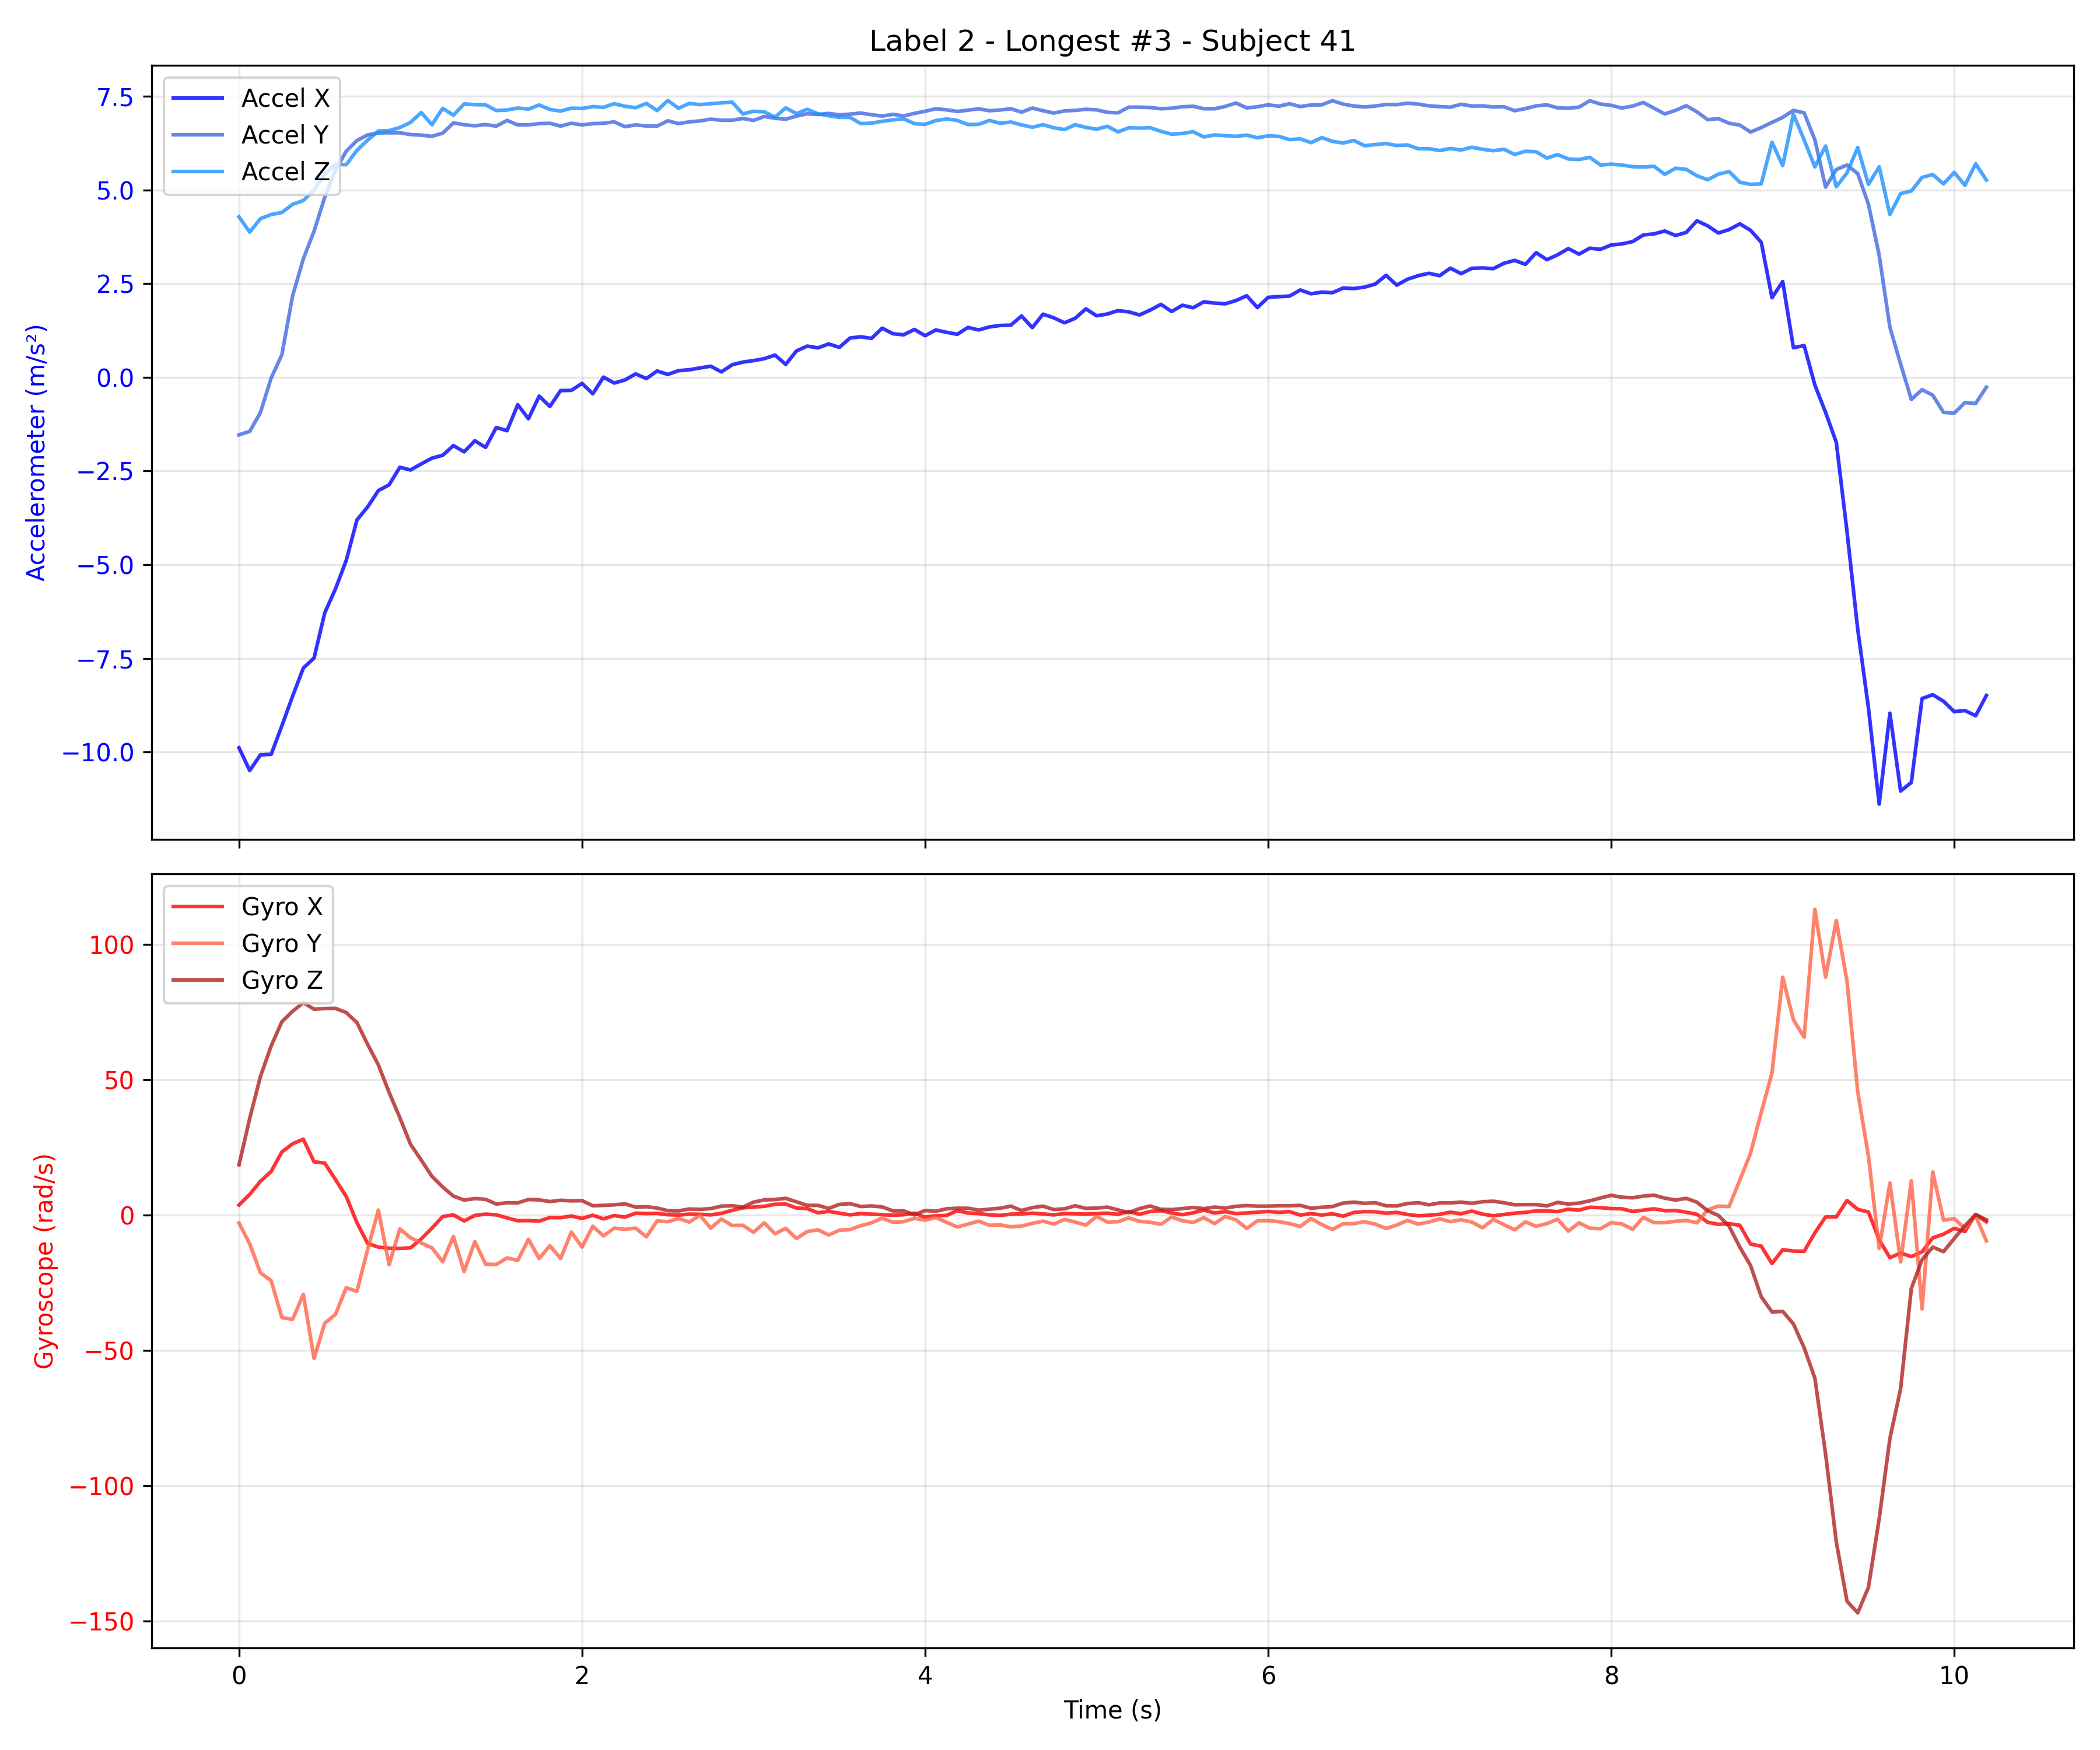 Label 2 - Longest #3 - Subject 41
Accel X
Accel Y
Accel Z
7.5
5.0
2.5
0.0
−2.5
−5.0
−7.5
−10.0
Accelerometer (m/s²)
Gyro X
Gyro Y
Gyro Z
100
50
0
−50
−100
−150
Gyroscope (rad/s)
0 2 4 6 8 10
Time (s)